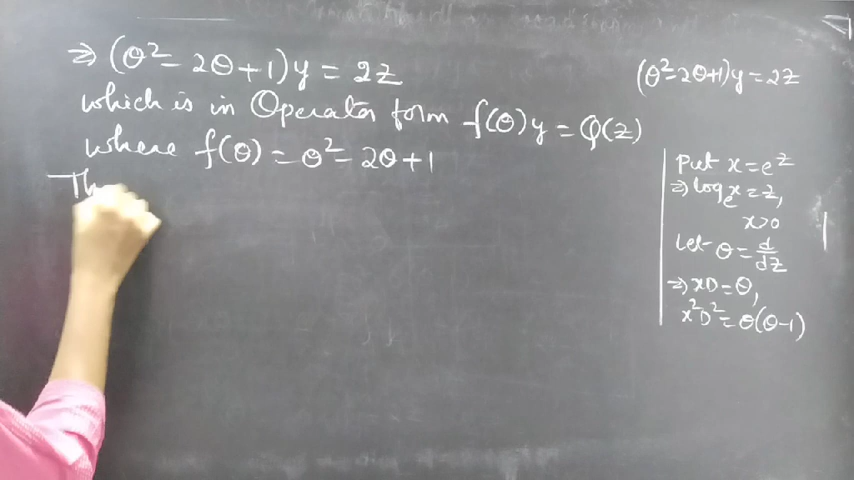 ⇒ (θ² − 2θ + 1) y = 2z
which is in Operator form f(θ) y = Q(z)
where f(θ) = θ² − 2θ + 1
(θ² − 2θ + 1) y = 2z
Put x = e^z
⇒ logₑx = z,
x > 0
Let θ = d/dz
⇒ xD = θ,
x²D² = θ(θ−1)